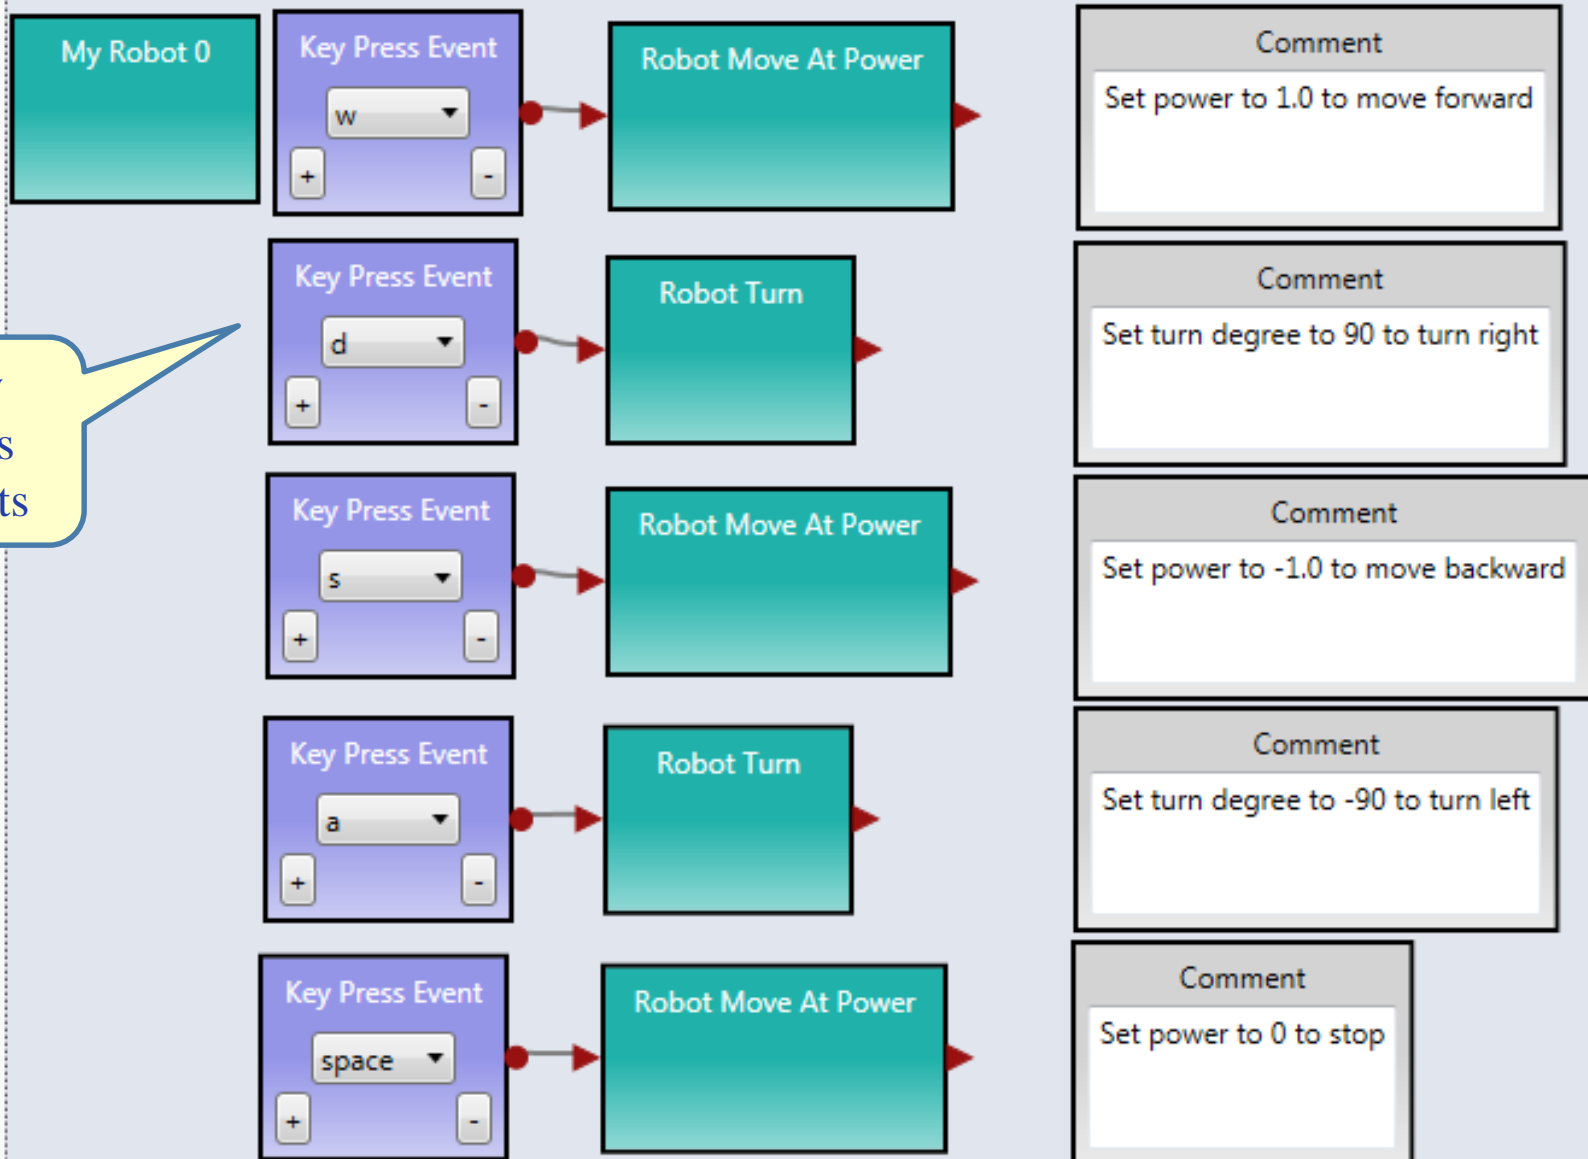 My Robot 0
Key Press Event
w
+ -
Robot Move At Power
Comment
Set power to 1.0 to move forward
Key Press Event
d
+ -
Robot Turn
Comment
Set turn degree to 90 to turn right
Key Press Event
s
+ -
Robot Move At Power
Comment
Set power to -1.0 to move backward
Key Press Event
a
+ -
Robot Turn
Comment
Set turn degree to -90 to turn left
Key Press Event
space
+ -
Robot Move At Power
Comment
Set power to 0 to stop